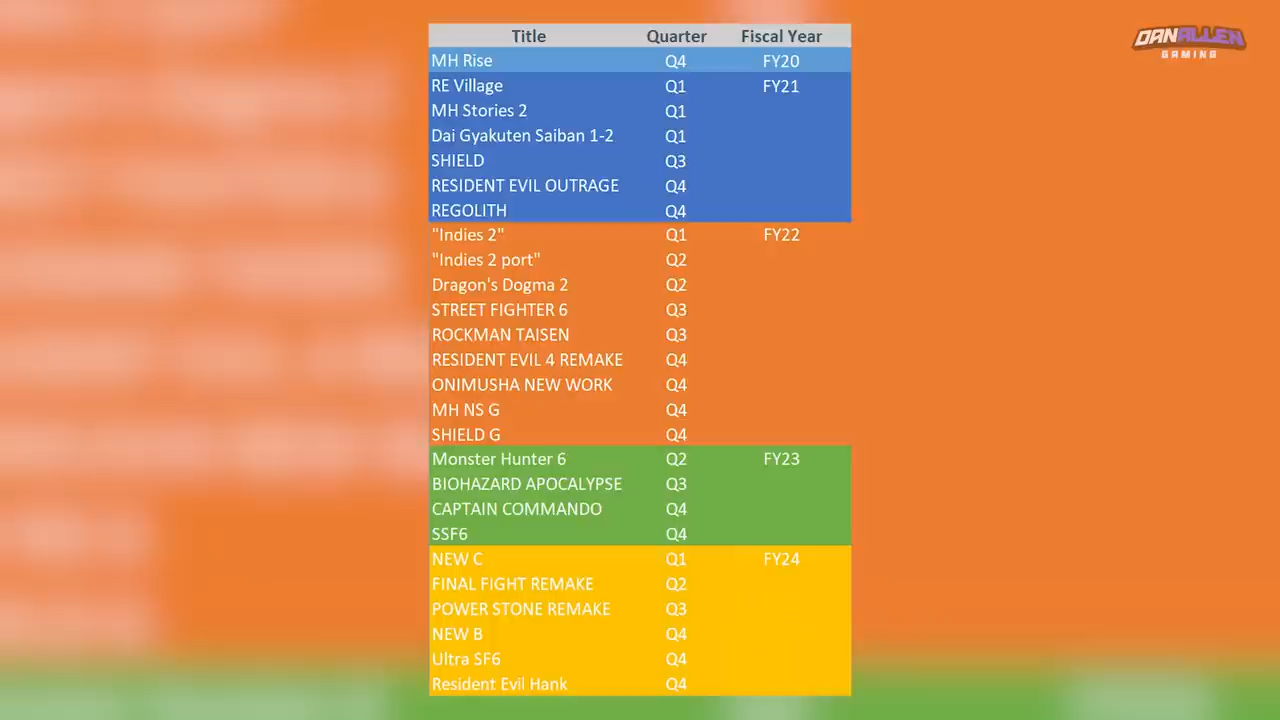 DANALLEN
GAMING
Title Quarter Fiscal Year
MH Rise Q4 FY20
RE Village Q1 FY21
MH Stories 2 Q1
Dai Gyakuten Saiban 1-2 Q1
SHIELD Q3
RESIDENT EVIL OUTRAGE Q4
REGOLITH Q4
"Indies 2" Q1 FY22
"Indies 2 port" Q2
Dragon's Dogma 2 Q2
STREET FIGHTER 6 Q3
ROCKMAN TAISEN Q3
RESIDENT EVIL 4 REMAKE Q4
ONIMUSHA NEW WORK Q4
MH NS G Q4
SHIELD G Q4
Monster Hunter 6 Q2 FY23
BIOHAZARD APOCALYPSE Q3
CAPTAIN COMMANDO Q4
SSF6 Q4
NEW C Q1 FY24
FINAL FIGHT REMAKE Q2
POWER STONE REMAKE Q3
NEW B Q4
Ultra SF6 Q4
Resident Evil Hank Q4